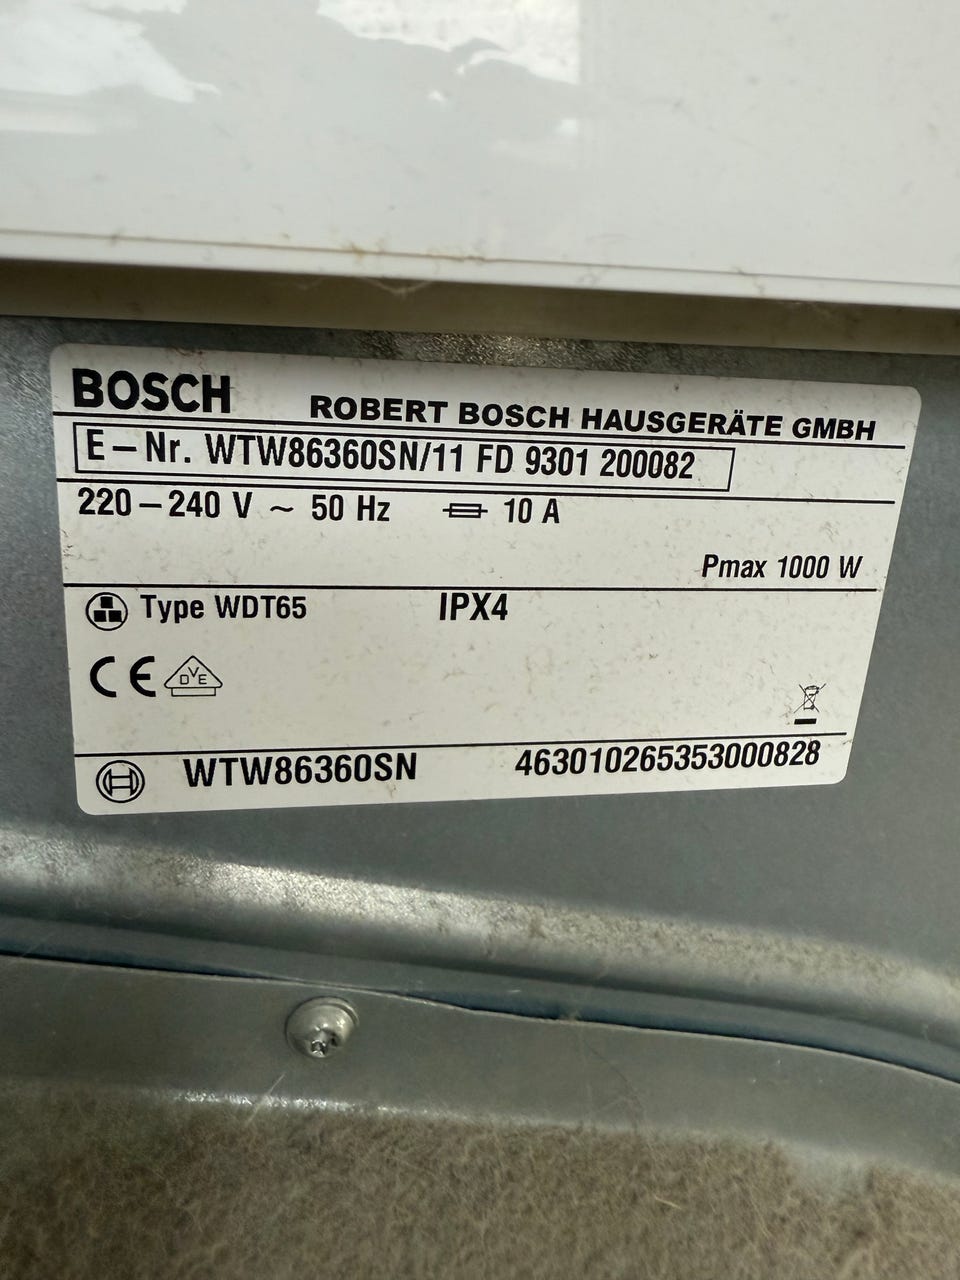 BOSCH
ROBERT BOSCH HAUSGERÄTE GMBH
E-Nr. WTW86360SN/11 FD 9301 200082
220-240 V ~ 50 Hz 10 A
Pmax 1000 W
Type WDT65 IPX4
CE DVE
WTW86360SN 463010265353000828